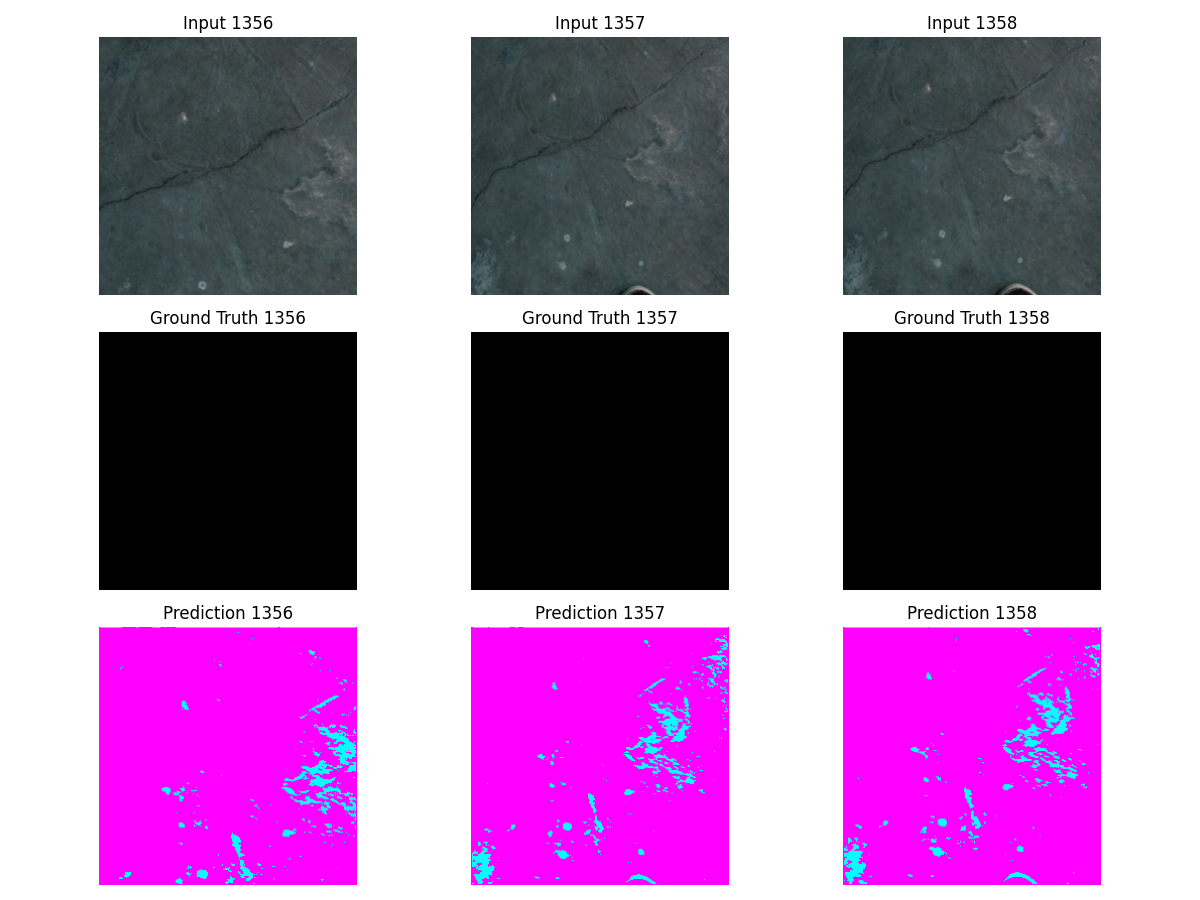 Input 1356
Input 1357
Input 1358
Ground Truth 1356
Ground Truth 1357
Ground Truth 1358
Prediction 1356
Prediction 1357
Prediction 1358